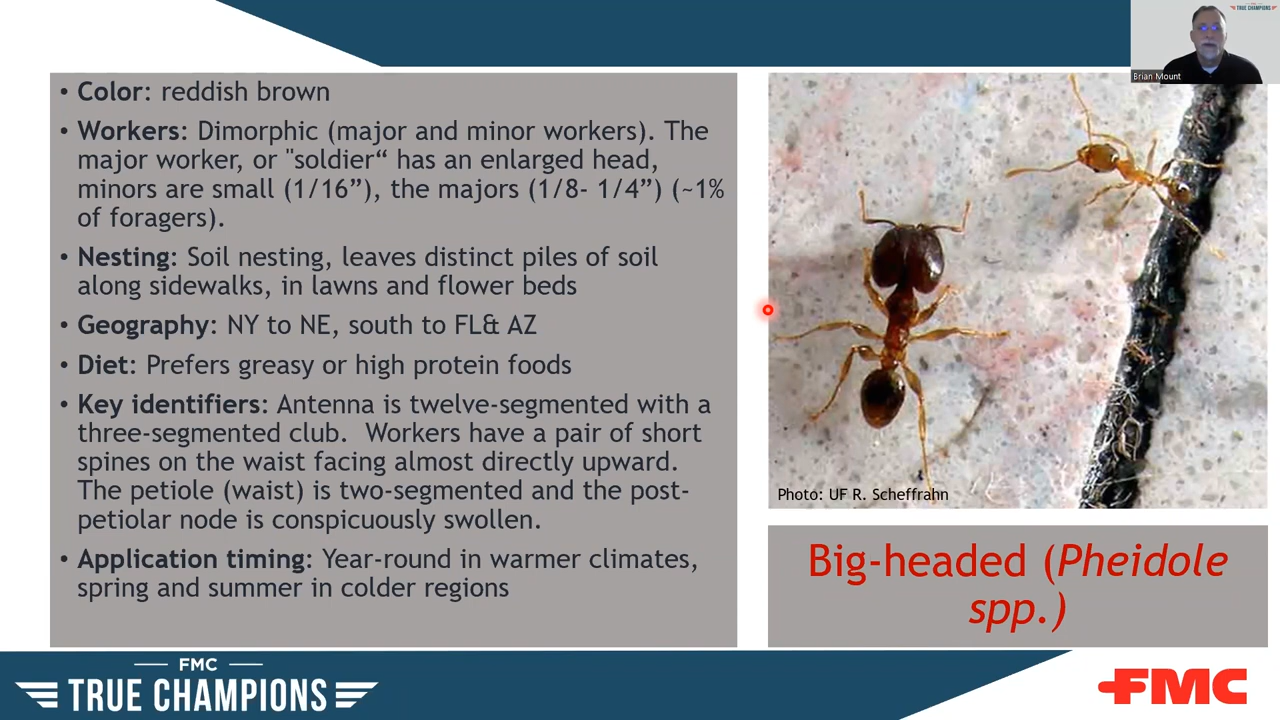 TRUE CHAMPIONS
Brian Mount
• Color: reddish brown
• Workers: Dimorphic (major and minor workers). The
major worker, or "soldier“ has an enlarged head,
minors are small (1/16”), the majors (1/8- 1/4”) (~1%
of foragers).
• Nesting: Soil nesting, leaves distinct piles of soil
along sidewalks, in lawns and flower beds
• Geography: NY to NE, south to FL& AZ
• Diet: Prefers greasy or high protein foods
• Key identifiers: Antenna is twelve-segmented with a
three-segmented club.  Workers have a pair of short
spines on the waist facing almost directly upward.
The petiole (waist) is two-segmented and the post-
petiolar node is conspicuously swollen.
• Application timing: Year-round in warmer climates,
spring and summer in colder regions
Photo: UF R. Scheffrahn
Big-headed (Pheidole
spp.)
FMC
TRUE CHAMPIONS
FMC